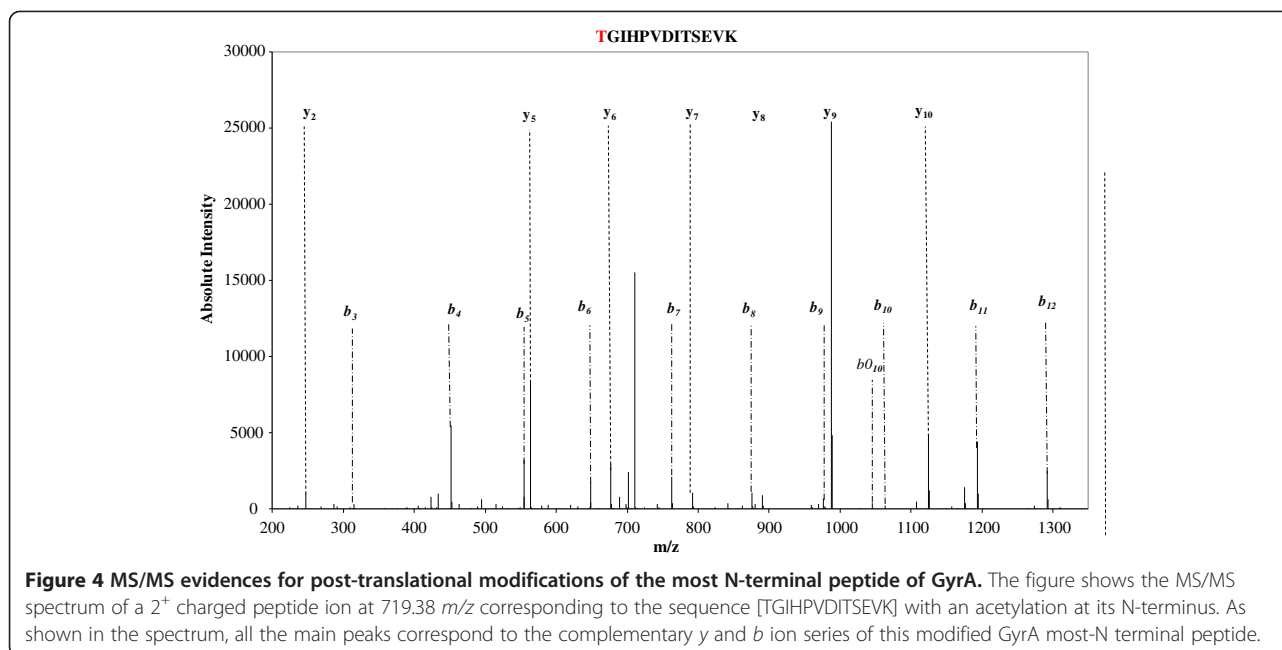 TGIHPVDITSEVK
30000
25000
20000
15000
10000
5000
0
Absolute Intensity
y2 y5 y6 y7 y8 y9 y10
b3 b4 b5 b6 b7 b8 b9 b10 b11 b12
b010
200 300 400 500 600 700 800 900 1000 1100 1200 1300
m/z
Figure 4 MS/MS evidences for post-translational modifications of the most N-terminal peptide of GyrA. The figure shows the MS/MS
spectrum of a 2+ charged peptide ion at 719.38 m/z corresponding to the sequence [TGIHPVDITSEVK] with an acetylation at its N-terminus. As
shown in the spectrum, all the main peaks correspond to the complementary y and b ion series of this modified GyrA most-N terminal peptide.